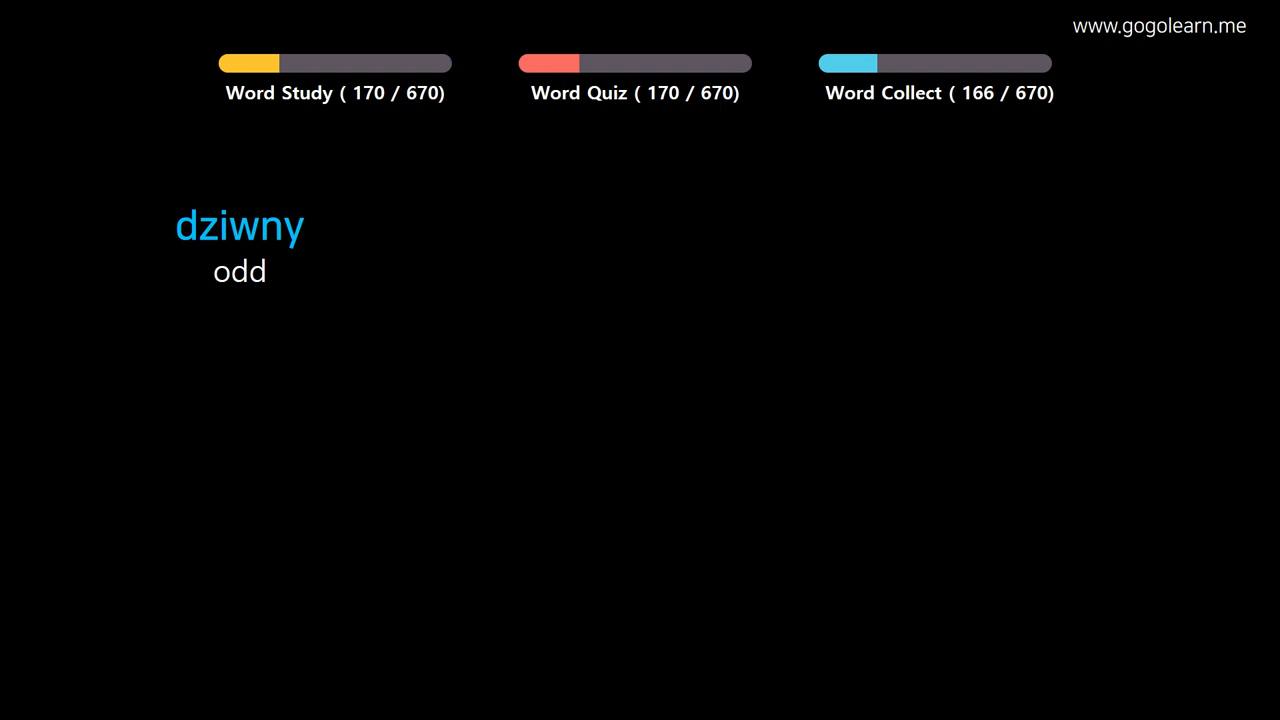 www.gogolearn.me
Word Study ( 170 / 670)
Word Quiz ( 170 / 670)
Word Collect ( 166 / 670)
dziwny
odd